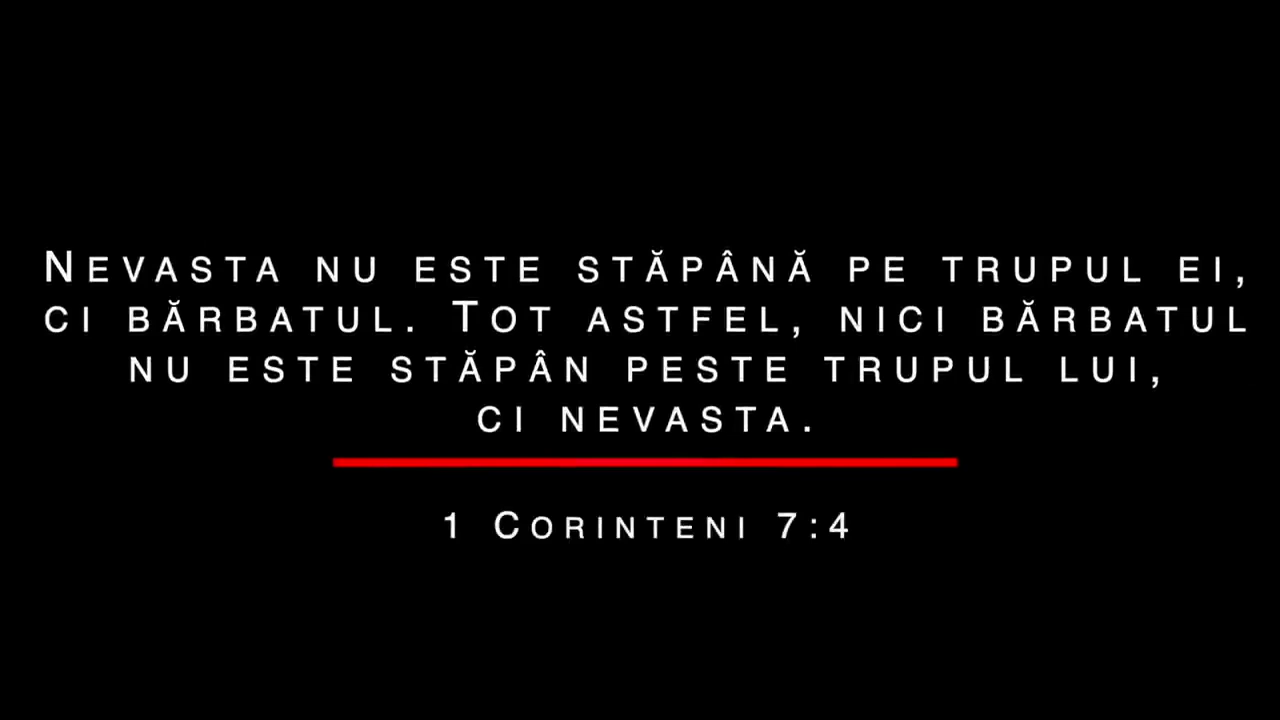 Nevasta nu este stăpână pe trupul ei,
ci bărbatul. Tot astfel, nici bărbatul
nu este stăpân peste trupul lui,
ci nevasta.
1 Corinteni 7:4